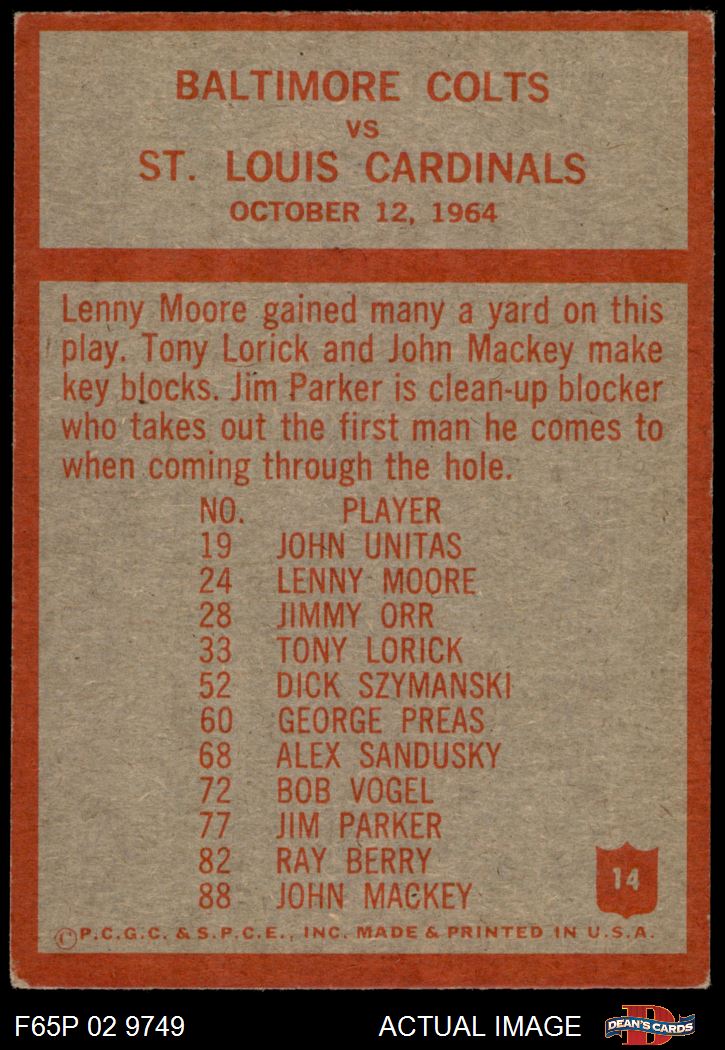 BALTIMORE COLTS
VS
ST. LOUIS CARDINALS
OCTOBER 12, 1964
Lenny Moore gained many a yard on this
play. Tony Lorick and John Mackey make
key blocks. Jim Parker is clean-up blocker
who takes out the first man he comes to
when coming through the hole.
NO. PLAYER
19 JOHN UNITAS
24 LENNY MOORE
28 JIMMY ORR
33 TONY LORICK
52 DICK SZYMANSKI
60 GEORGE PREAS
68 ALEX SANDUSKY
72 BOB VOGEL
77 JIM PARKER
82 RAY BERRY
88 JOHN MACKEY
14
©P.C.G.C. & S.P.C.E., INC. MADE & PRINTED IN U.S.A.
F65P 02 9749 ACTUAL IMAGE
D
DEAN'S CARDS